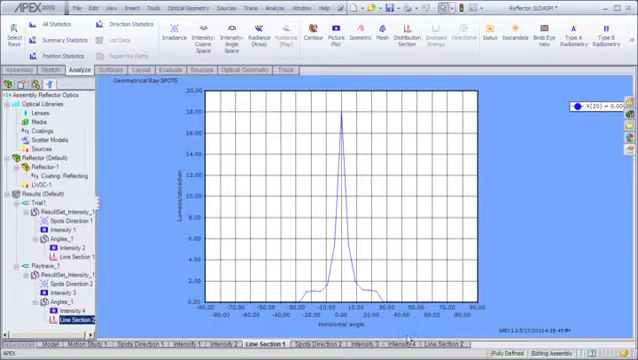 APEX 2009
File Edit View Insert Tools Optical Geometry Analyze Trace Window Help
Reflector.SLDASM
Select Rays
All Statistics
Summary Statistics
Position Statistics
Direction Statistics
List Data
Irradiance
Intensity: Cosine Space
Intensity: Angle Space
Radiance (Area)
Radiance (Map)
Contour
Picture Plot
Isometric
Mesh
Distribution Section
Enclosed Energy
Directional
Isolux
Isocandela
Birds Eye View
Type A Radiometry
Type B Radiometry
Assembly Sketch Analyze Surfaces Layout Evaluate Sources Optical Geometry Trace
Assembly Reflector Optics
Optical Libraries
Lenses
Media
Coatings
Scatter Models
Sources
Reflector (Default)
Reflector-1
Coating: Reflecting
LW3C-1
Results (Default)
Trial1
ResultSet_Intensity_1
Spots Direction 1
Intensity 1
Angles_1
Intensity 2
Line Section 1
Raytrace_1
ResultSet_Intensity_1
Spots Direction 2
Intensity 3
Angles_1
Intensity 4
Line Section 2
Geometrical Ray SPOTS
20.00
18.00
16.00
14.00
12.00
10.00
8.00
6.00
4.00
2.00
0.00
Lumens/steradian
-90.00 -80.00 -60.00 -40.00 -20.00 0.00 20.00 40.00 60.00 80.00 90.00
-70.00 -50.00 -30.00 -10.00 10.00 30.00 50.00 70.00
Horizontal angle
X(20) = 0.00
Model Motion Study 1 Spots Direction 1 Intensity 1 Intensity 2 Line Section 1 Spots Direction 2 Intensity 3 Intensity 4 Line Section 2
APEX
Fully Defined
Editing Assembly